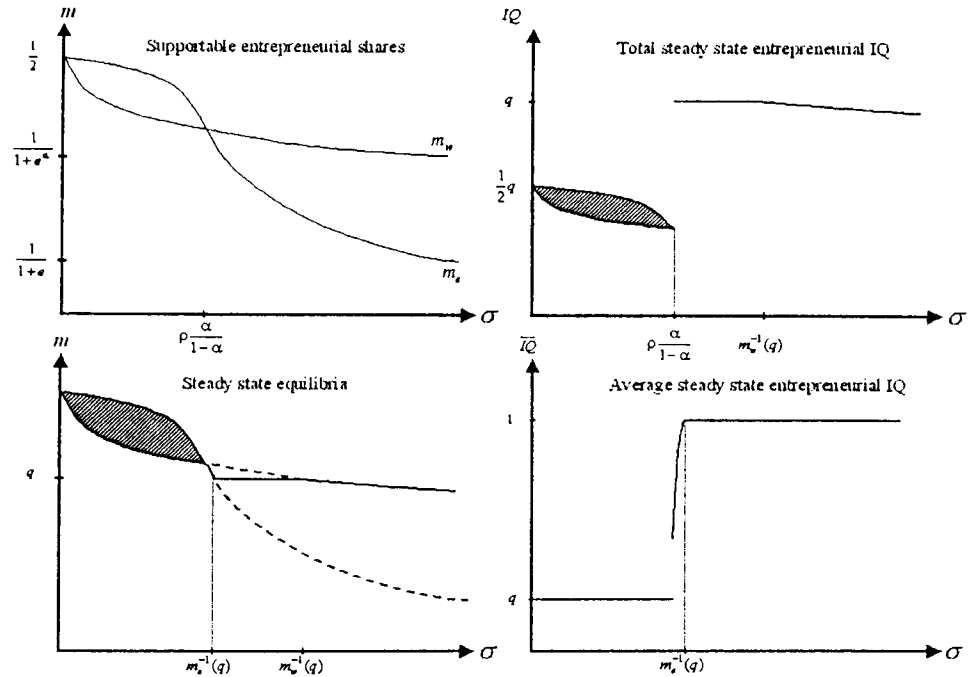 m
Supportable entrepreneurial shares
1/2
m_w
1/(1+e^α)
1/(1+e)
m_e
σ
ρ α/(1-α)
IQ
Total steady state entrepreneurial IQ
q
1/2 q
σ
ρ α/(1-α)
m_w^{-1}(q)
m
Steady state equilibria
q
σ
m_e^{-1}(q)
m_w^{-1}(q)
\overline{IQ}
Average steady state entrepreneurial IQ
1
q
σ
m_e^{-1}(q)